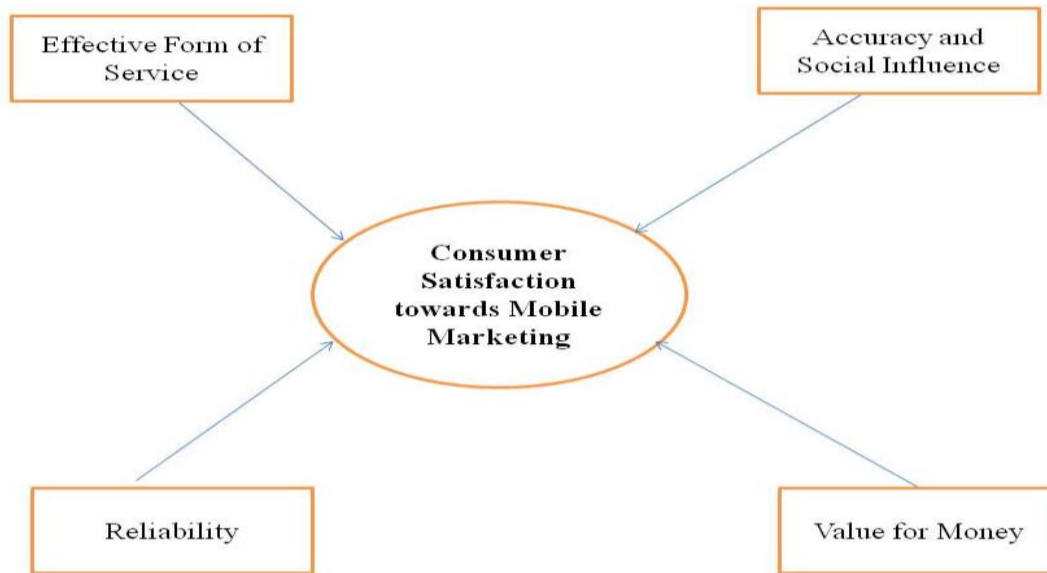 Effective Form of
Service
Accuracy and
Social Influence
Consumer
Satisfaction
towards Mobile
Marketing
Reliability
Value for Money